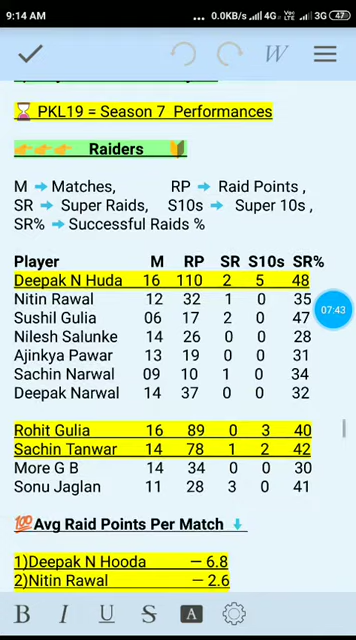 9:14 AM ... 0.0KB/s 4G VoLTE 3G 47
W
⌛ PKL19 = Season 7 Performances
👉👉👉 Raiders 🔰
M ➡ Matches, RP ➡ Raid Points ,
SR ➡ Super Raids, S10s ➡ Super 10s ,
SR% ➡ Successful Raids %
Player M RP SR S10s SR%
Deepak N Huda 16 110 2 5 48
Nitin Rawal 12 32 1 0 35
Sushil Gulia 06 17 2 0 47
07:43
Nilesh Salunke 14 26 0 0 28
Ajinkya Pawar 13 19 0 0 31
Sachin Narwal 09 10 1 0 34
Deepak Narwal 14 37 0 0 32
Rohit Gulia 16 89 0 3 40
Sachin Tanwar 14 78 1 2 42
More G B 14 34 0 0 30
Sonu Jaglan 11 28 3 0 41
💯Avg Raid Points Per Match ⬇
1)Deepak N Hooda — 6.8
2)Nitin Rawal — 2.6
B I U S A